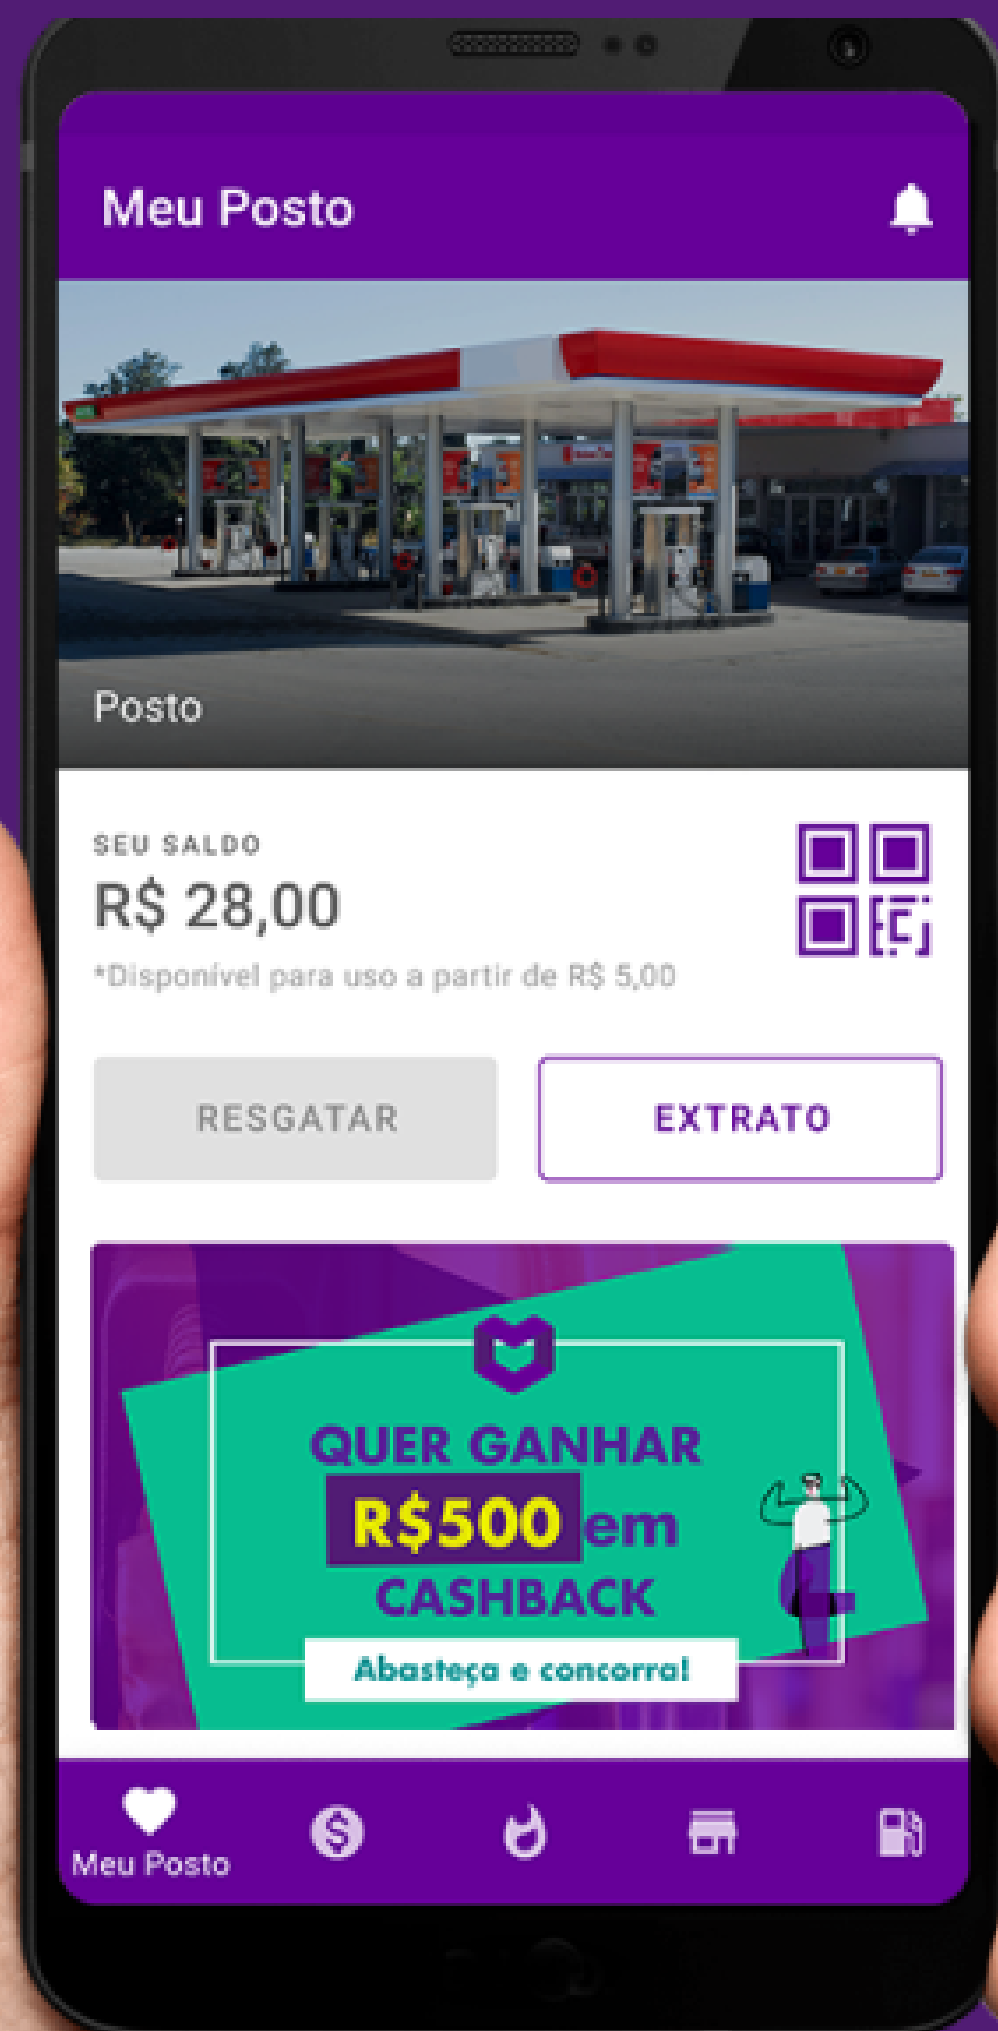 Meu Posto
Posto
SEU SALDO
R$ 28,00
*Disponível para uso a partir de R$ 5,00
RESGATAR
EXTRATO
QUER GANHAR
R$500 em
CASHBACK
Abasteça e concorra!
Meu Posto